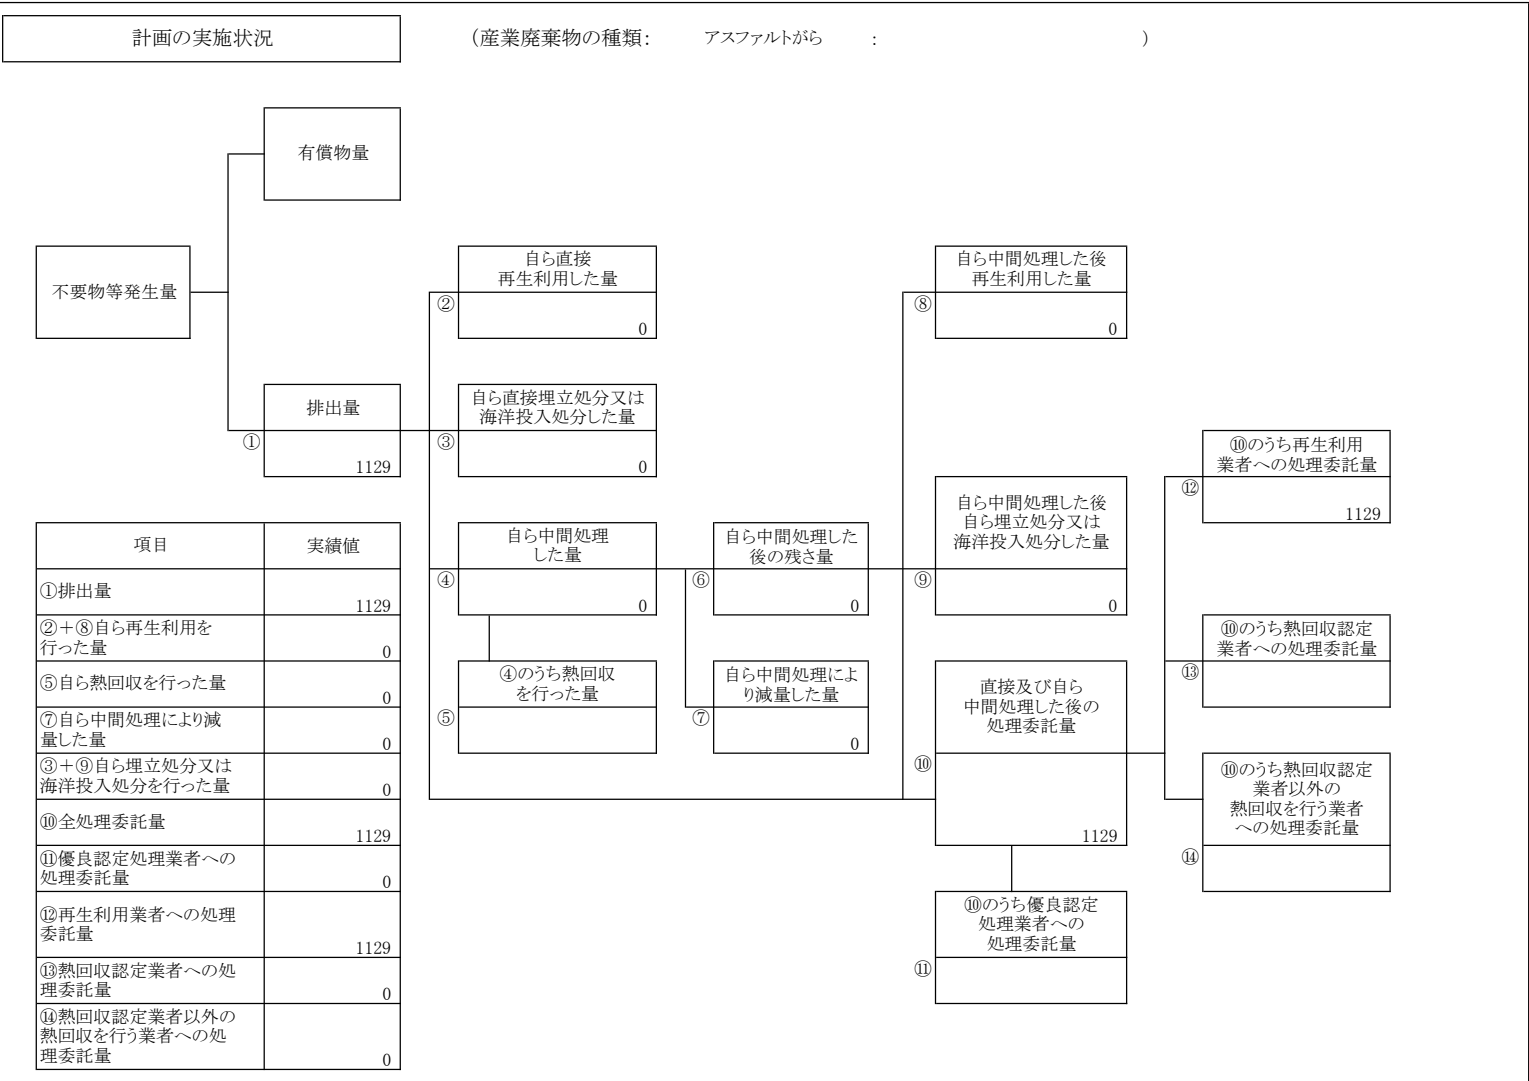 計画の実施状況
(産業廃棄物の種類: アスファルトがら : )
有償物量
不要物等発生量
自ら直接
再生利用した量
②
0
自ら中間処理した後
再生利用した量
⑧
0
排出量
①
1129
自ら直接埋立処分又は
海洋投入処分した量
③
0
⑩のうち再生利用
業者への処理委託量
⑫
1129
自ら中間処理した後
自ら埋立処分又は
海洋投入処分した量
⑨
0
自ら中間処理
した量
④
0
自ら中間処理した
後の残さ量
⑥
0
⑩のうち熱回収認定
業者への処理委託量
⑬
④のうち熱回収
を行った量
⑤
自ら中間処理によ
り減量した量
⑦
0
直接及び自ら
中間処理した後の
処理委託量
⑩
1129
⑩のうち熱回収認定
業者以外の
熱回収を行う業者
への処理委託量
⑭
⑩のうち優良認定
処理業者への
処理委託量
⑪
項目 実績値
①排出量
1129
②+⑧自ら再生利用を
行った量
0
⑤自ら熱回収を行った量
0
⑦自ら中間処理により減
量した量
0
③+⑨自ら埋立処分又は
海洋投入処分を行った量
0
⑩全処理委託量
1129
⑪優良認定処理業者への
処理委託量
0
⑫再生利用業者への処理
委託量
1129
⑬熱回収認定業者への処
理委託量
0
⑭熱回収認定業者以外の
熱回収を行う業者への処
理委託量
0